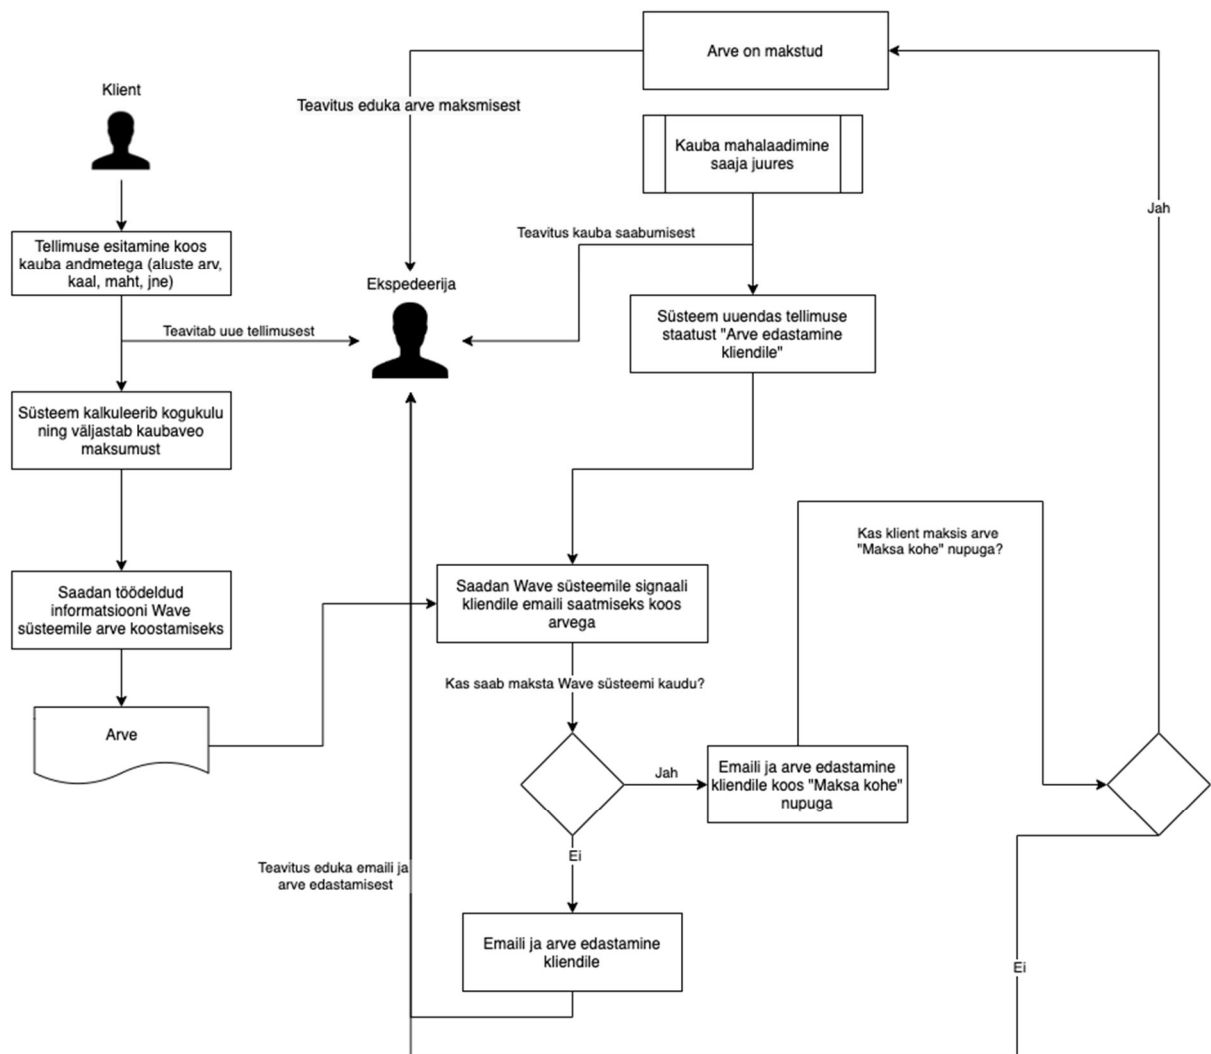 Arve on makstud
Klient
Teavitus eduka arve maksmisest
Kauba mahalaadimine
saaja juures
Jah
Tellimuse esitamine koos
kauba andmetega (aluste arv,
kaal, maht, jne)
Teavitus kauba saabumisest
Ekspedeerija
Teavitab uue tellimusest
Süsteem uuendas tellimuse
staatust "Arve edastamine
kliendile"
Süsteem kalkuleerib kogukulu
ning väljastab kaubaveo
maksumust
Kas klient maksis arve
"Maksa kohe" nupuga?
Saadan töödeldud
informatsiooni Wave
süsteemile arve koostamiseks
Saadan Wave süsteemile signaali
kliendile emaili saatmiseks koos
arvega
Kas saab maksta Wave süsteemi kaudu?
Arve
Jah
Emaili ja arve edastamine
kliendile koos "Maksa kohe"
nupuga
Ei
Teavitus eduka emaili ja
arve edastamisest
Emaili ja arve edastamine
kliendile
Ei